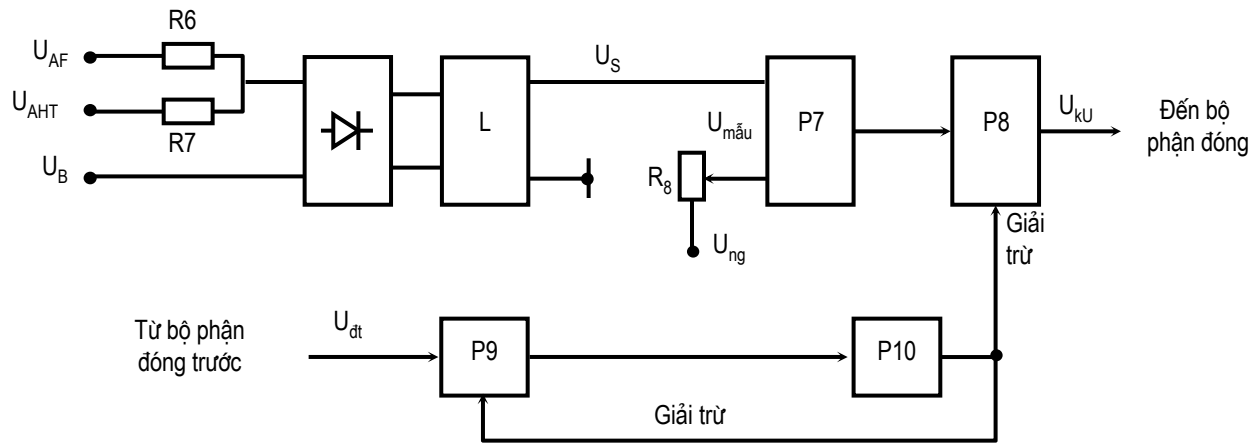 R6
U_AF
U_AHT
R7
U_B
L
U_S
U_mẫu
R_8
U_ng
P7
P8
U_kU
Đến bộ
phận đóng
Giải
trừ
Từ bộ phận
đóng trước
U_đt
P9
P10
Giải trừ